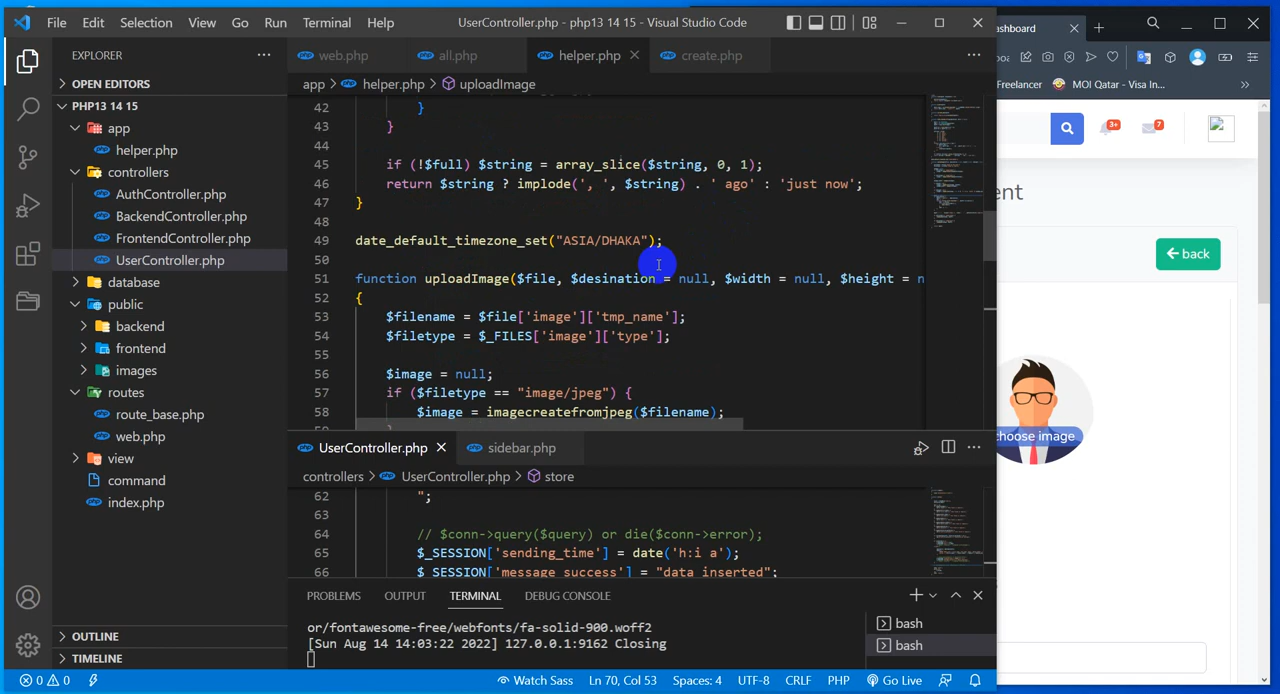 File Edit Selection View Go Run Terminal Help UserController.php - php13 14 15 - Visual Studio Code
EXPLORER
OPEN EDITORS
PHP13 14 15
app
helper.php
controllers
AuthController.php
BackendController.php
FrontendController.php
UserController.php
database
public
backend
frontend
images
routes
route_base.php
web.php
view
command
index.php
OUTLINE
TIMELINE
web.php all.php helper.php create.php
app > helper.php > uploadImage
42 }
43 }
44
45 if (!$full) $string = array_slice($string, 0, 1);
46 return $string ? implode(', ', $string) . ' ago' : 'just now';
47 }
48
49 date_default_timezone_set("ASIA/DHAKA");
50
51 function uploadImage($file, $desination = null, $width = null, $height = n
52 {
53 $filename = $file['image']['tmp_name'];
54 $filetype = $_FILES['image']['type'];
55
56 $image = null;
57 if ($filetype == "image/jpeg") {
58 $image = imagecreatefromjpeg($filename);
UserController.php sidebar.php
controllers > UserController.php > store
62 ";
63
64 // $conn->query($query) or die($conn->error);
65 $_SESSION['sending_time'] = date('h:i a');
66 $_SESSION['message_success'] = "data inserted";
PROBLEMS OUTPUT TERMINAL DEBUG CONSOLE
or/fontawesome-free/webfonts/fa-solid-900.woff2
[Sun Aug 14 14:03:22 2022] 127.0.0.1:9162 Closing
bash
bash
0 0 Watch Sass Ln 70, Col 53 Spaces: 4 UTF-8 CRLF PHP Go Live
ashboard
Freelancer MOI Qatar - Visa In...
3+ 7
ent
back
hoose image